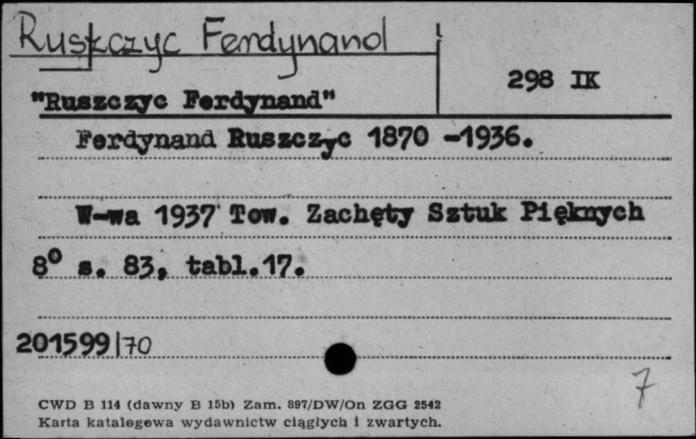 Ruszczyc Ferdynand
298 IK
"Ruszczyc Ferdynand"
Ferdynand Ruszczyc 1870 -1936.
W-wa 1937 Tow. Zachęty Sztuk Pięknych
8⁰ s. 83, tabl.17.
201599/70
7
CWD B 114 (dawny B 15b) Zam. 897/DW/On ZGG 2542
Karta katalogowa wydawnictw ciągłych i zwartych.